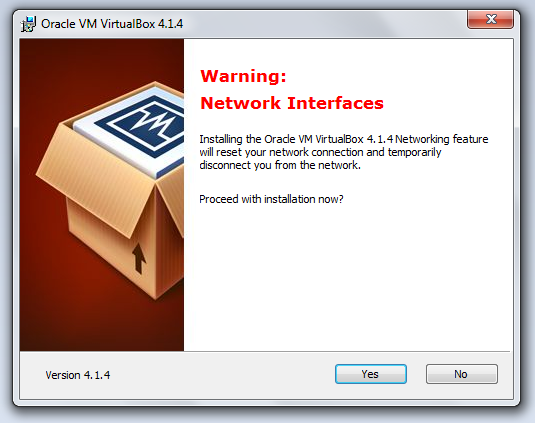 Oracle VM VirtualBox 4.1.4
Warning:
Network Interfaces
Installing the Oracle VM VirtualBox 4.1.4 Networking feature
will reset your network connection and temporarily
disconnect you from the network.
Proceed with installation now?
Version 4.1.4
Yes
No